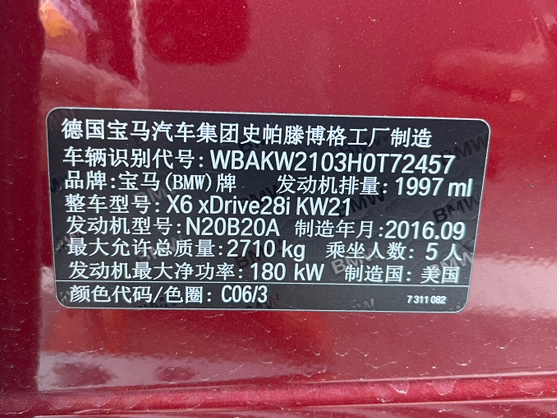 德国宝马汽车集团史帕滕博格工厂制造
车辆识别代号: WBAKW2103H0T72457
品牌:宝马(BMW)牌 发动机排量: 1997 ml
整车型号: X6 xDrive28i KW21
发动机型号: N20B20A 制造年月: 2016.09
最大允许总质量: 2710 kg 乘坐人数: 5人
发动机最大净功率: 180 kW 制造国: 美国
颜色代码/色圈: C06/3 7 311 082